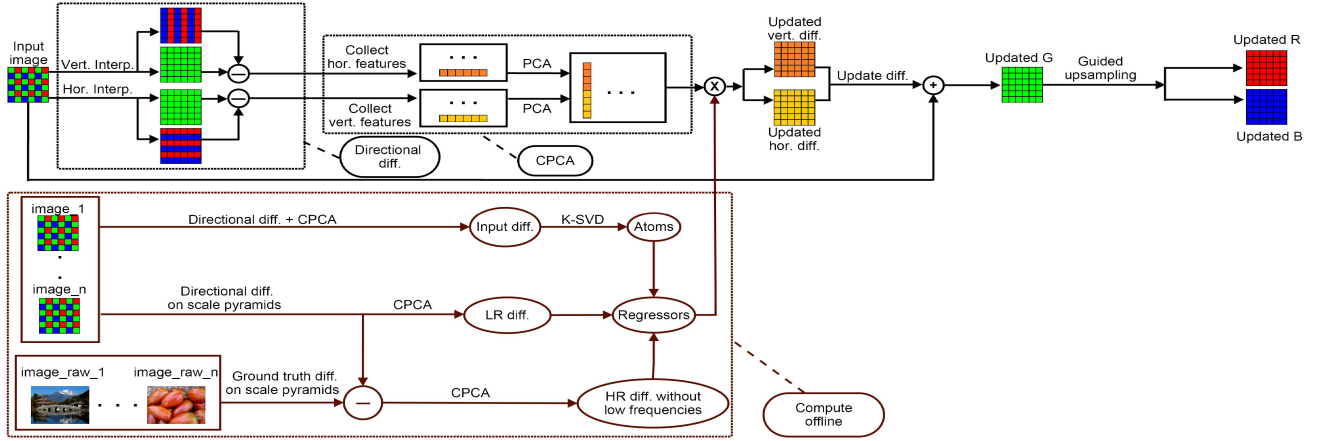 Input
image
Vert. Interp.
Hor. Interp.
Directional
diff.
Collect
hor. features
. . .
PCA
Collect
vert. features
. . .
PCA
. . .
CPCA
X
Updated
vert. diff.
Updated
hor. diff.
Update diff.
+
Updated G
Guided
upsampling
Updated R
Updated B
image_1
.
.
image_n
Directional diff. + CPCA
Input diff.
K-SVD
Atoms
Directional diff.
on scale pyramids
CPCA
LR diff.
Regressors
image_raw_1
. . .
image_raw_n
Ground truth diff.
on scale pyramids
CPCA
HR diff. without
low frequencies
Compute
offline